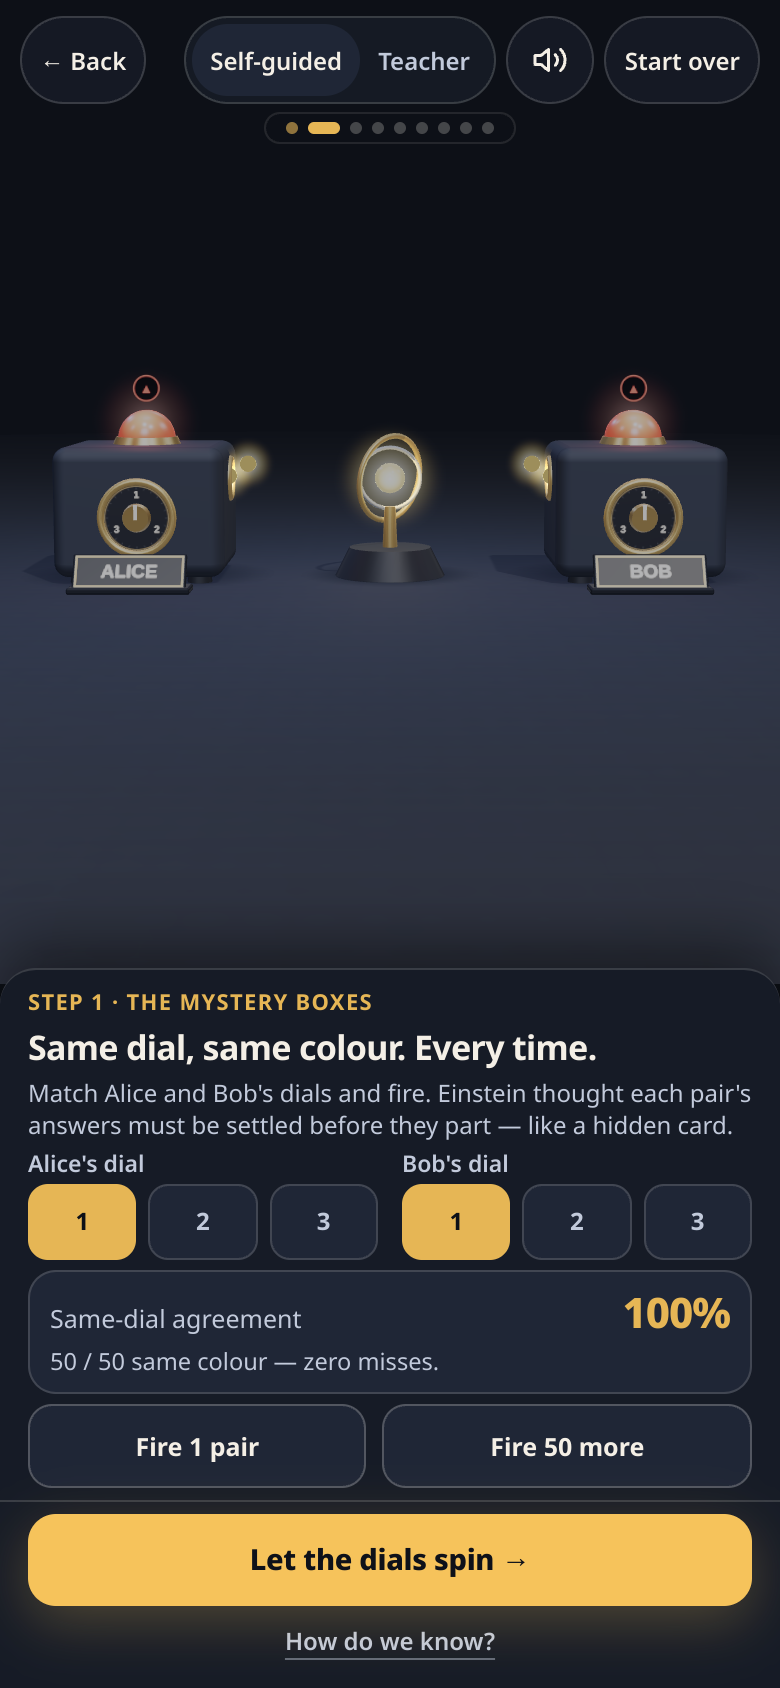 ← Back
Self-guided
Teacher
Start over
▲
▲
1
3
2
ALICE
1
3
2
BOB
STEP 1 · THE MYSTERY BOXES
Same dial, same colour. Every time.
Match Alice and Bob's dials and fire. Einstein thought each pair's
answers must be settled before they part — like a hidden card.
Alice's dial
Bob's dial
1
2
3
1
2
3
Same-dial agreement
100%
50 / 50 same colour — zero misses.
Fire 1 pair
Fire 50 more
Let the dials spin →
How do we know?